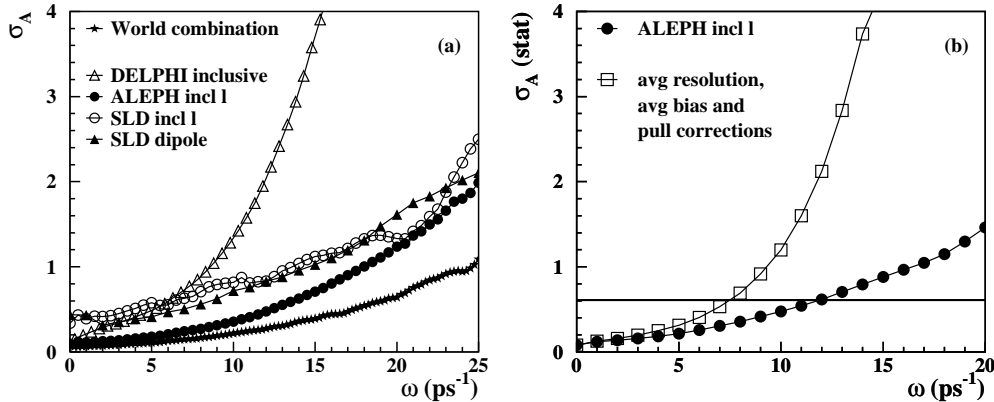 σ_A
4
3
2
1
0
0 5 10 15 20 25
ω (ps⁻¹)
(a)
World combination
DELPHI inclusive
ALEPH incl l
SLD incl l
SLD dipole
σ_A (stat)
4
3
2
1
0
0 5 10 15 20
ω (ps⁻¹)
(b)
ALEPH incl l
avg resolution,
avg bias and
pull corrections